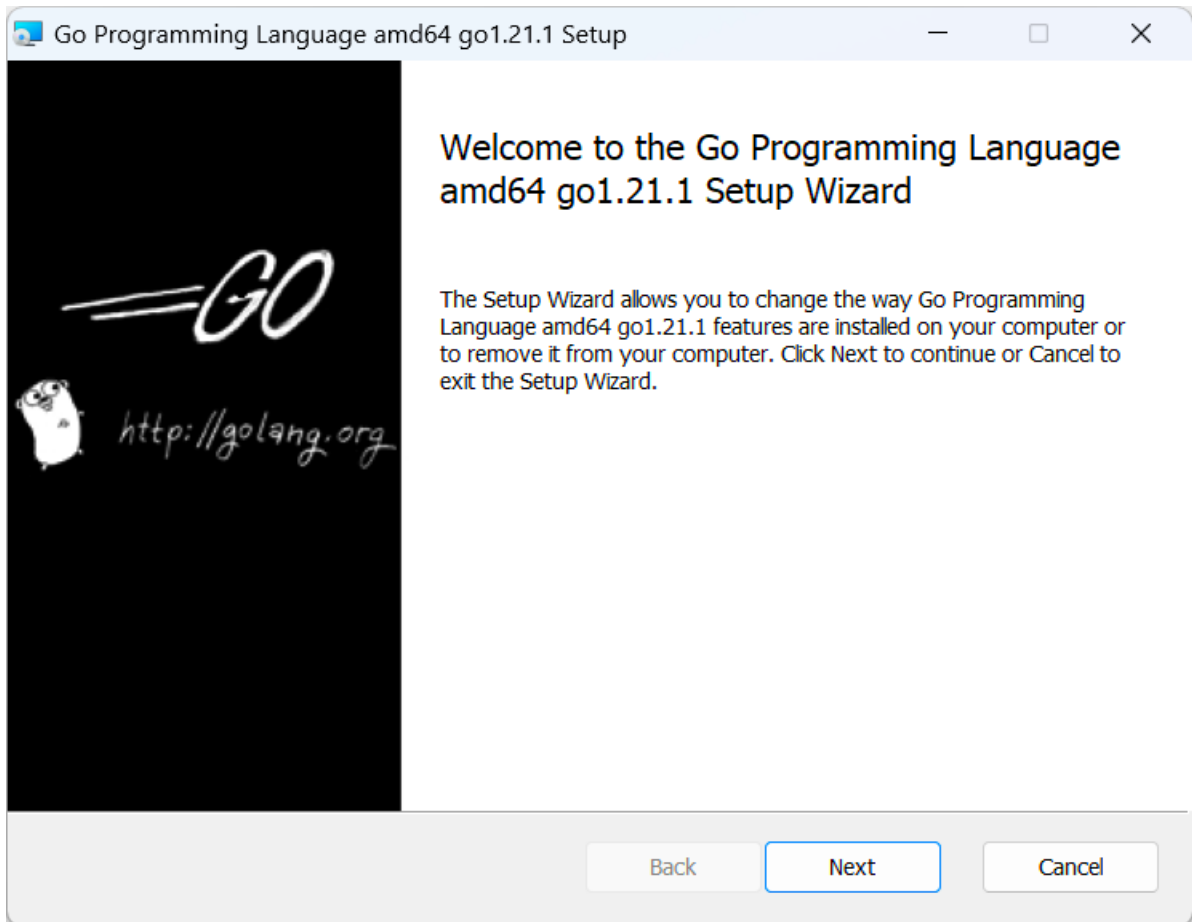 Go Programming Language amd64 go1.21.1 Setup
GO
http://golang.org
Welcome to the Go Programming Language
amd64 go1.21.1 Setup Wizard
The Setup Wizard allows you to change the way Go Programming
Language amd64 go1.21.1 features are installed on your computer or
to remove it from your computer. Click Next to continue or Cancel to
exit the Setup Wizard.
Back Next Cancel